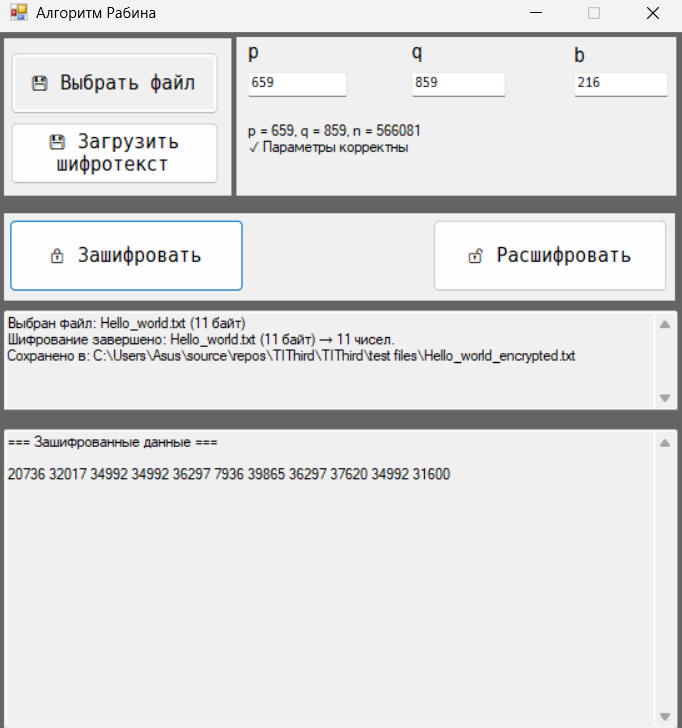 Алгоритм Рабина
Выбрать файл
Загрузить
шифротекст
p q b
659 859 216
p = 659, q = 859, n = 566081
✓ Параметры корректны
Зашифровать
Расшифровать
Выбран файл: Hello_world.txt (11 байт)
Шифрование завершено: Hello_world.txt (11 байт) → 11 чисел.
Сохранено в: C:\Users\Asus\source\repos\TIThird\TIThird\test files\Hello_world_encrypted.txt
=== Зашифрованные данные ===
20736 32017 34992 34992 36297 7936 39865 36297 37620 34992 31600